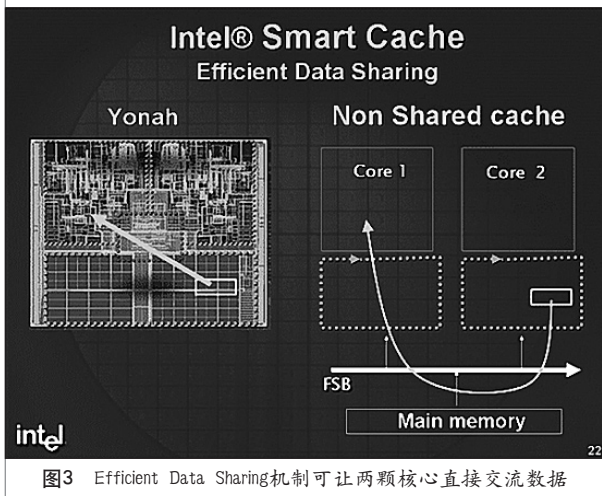 Intel® Smart Cache
Efficient Data Sharing
Yonah
Non Shared cache
Core 1
Core 2
FSB
Main memory
intel
22
图3 Efficient Data Sharing机制可让两颗核心直接交流数据